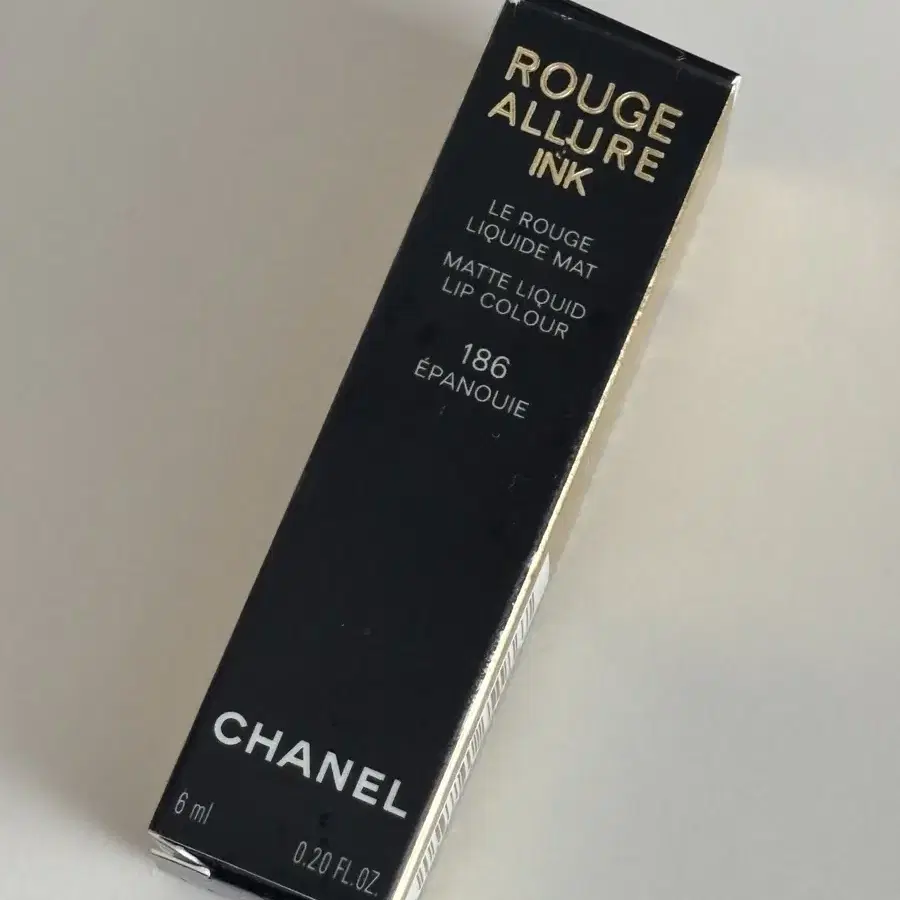 ROUGE
ALLURE
INK
LE ROUGE
LIQUIDE MAT
MATTE LIQUID
LIP COLOUR
186
ÉPANOUIE
CHANEL
6 ml
0.20 FL.OZ.